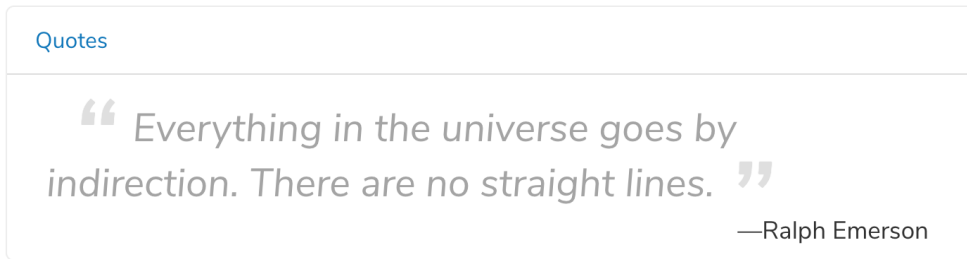 Quotes
“ Everything in the universe goes by
indirection. There are no straight lines. ”
—Ralph Emerson